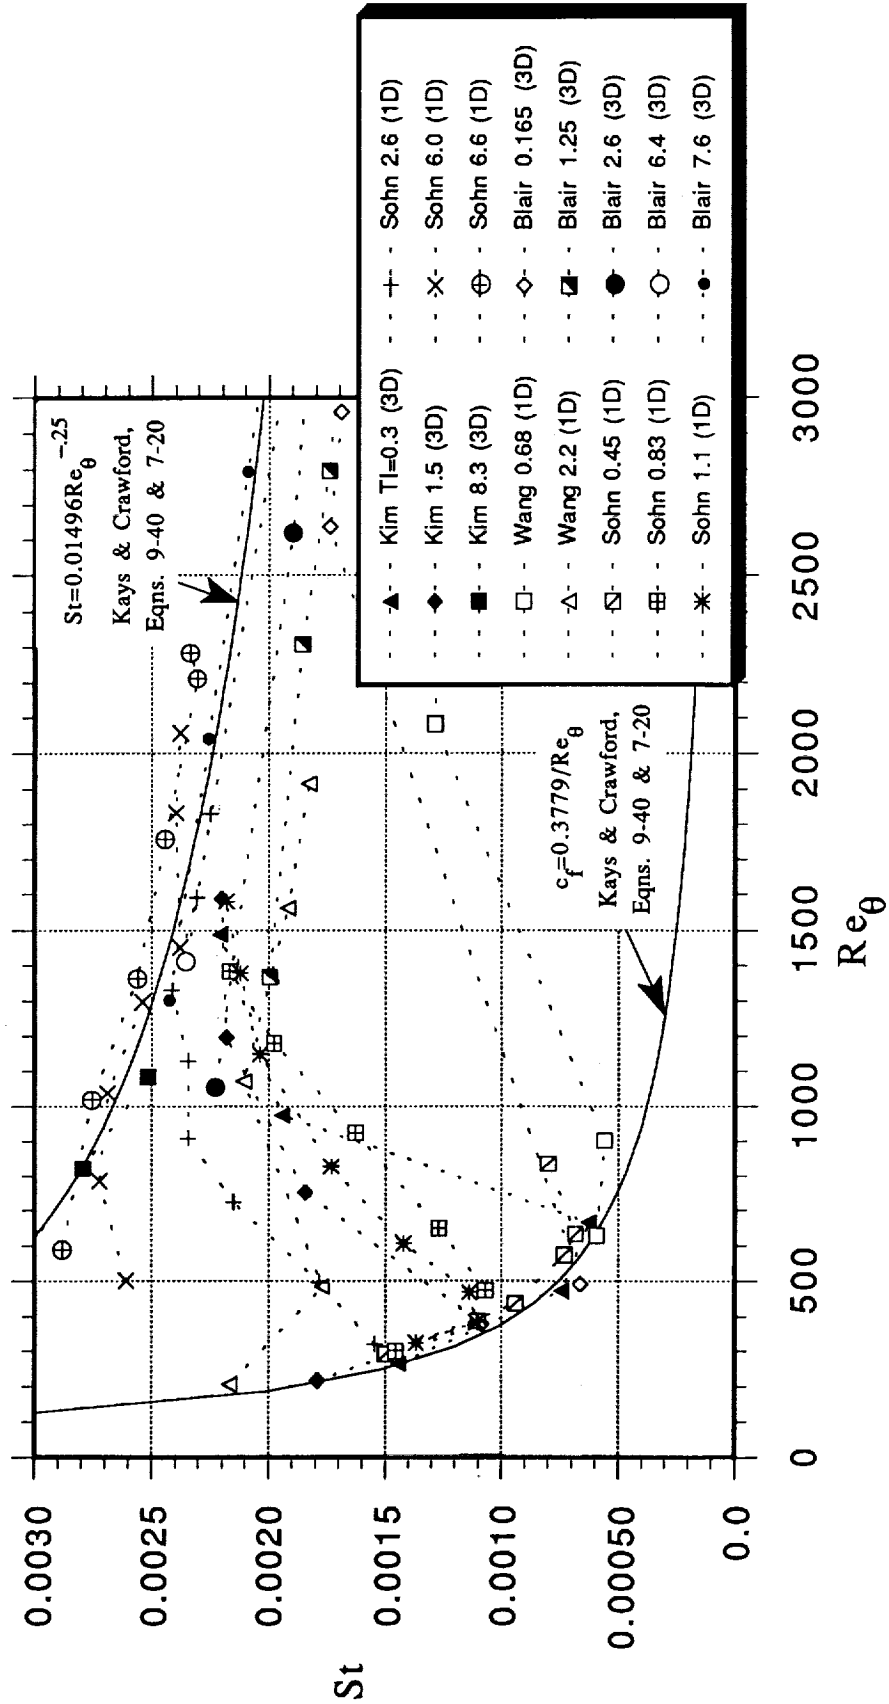 St
0.0030
0.0025
0.0020
0.0015
0.0010
0.00050
0.0
0
500
1000
1500
2000
2500
3000
Reθ
St=0.01496Reθ^-.25
Kays & Crawford,
Eqns. 9-40 & 7-20
cf=0.3779/Reθ
Kays & Crawford,
Eqns. 9-40 & 7-20
Kim TI=0.3 (3D)
Kim 1.5 (3D)
Kim 8.3 (3D)
Wang 0.68 (1D)
Wang 2.2 (1D)
Sohn 0.45 (1D)
Sohn 0.83 (1D)
Sohn 1.1 (1D)
Sohn 2.6 (1D)
Sohn 6.0 (1D)
Sohn 6.6 (1D)
Blair 0.165 (3D)
Blair 1.25 (3D)
Blair 2.6 (3D)
Blair 6.4 (3D)
Blair 7.6 (3D)